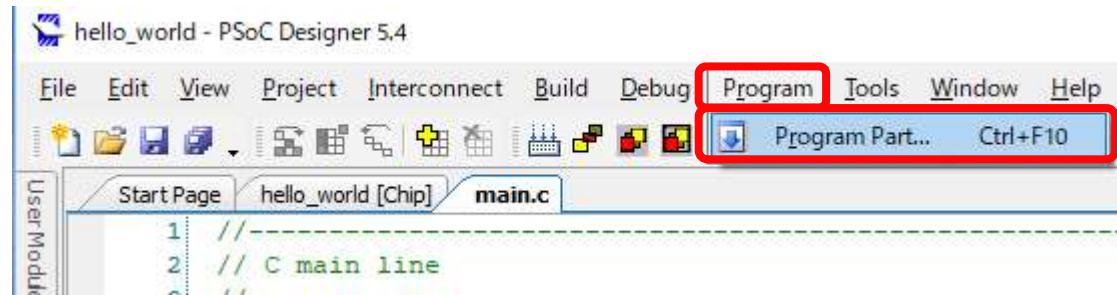 hello_world - PSoC Designer 5.4
File Edit View Project Interconnect Build Debug Program Tools Window Help
Program Part... Ctrl+F10
Start Page hello_world [Chip] main.c
1 //--------------------------------------------------------
2 // C main line
User Module